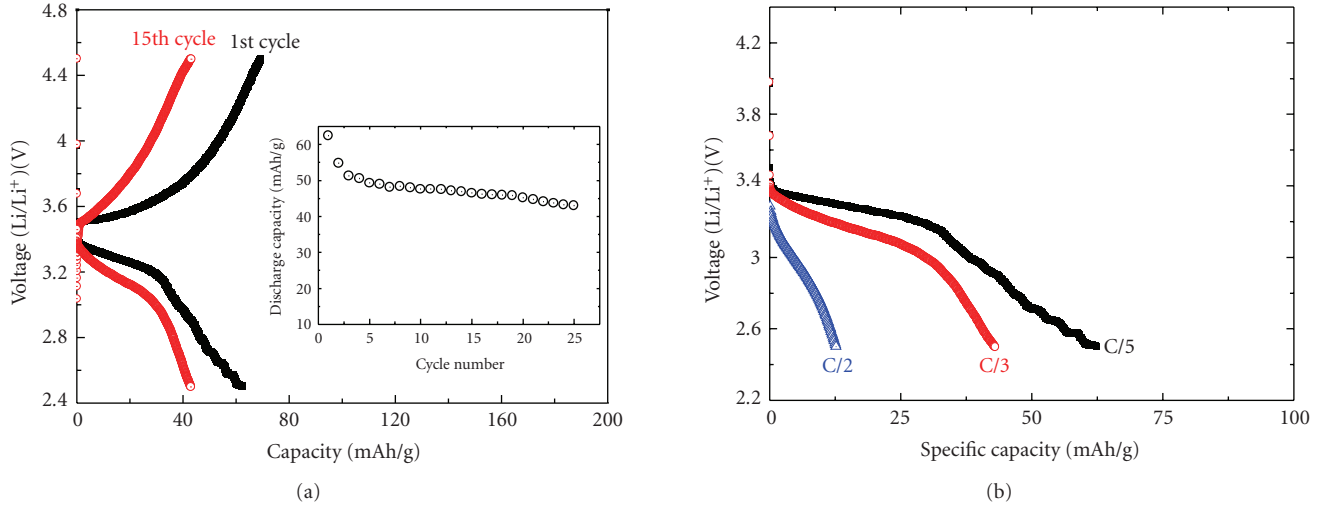 4.8
4.4
4
3.6
3.2
2.8
2.4
Voltage (Li/Li⁺)(V)
15th cycle
1st cycle
0
40
80
120
160
200
Capacity (mAh/g)
60
50
40
30
20
10
Discharge capacity (mAh/g)
0
5
10
15
20
25
Cycle number
(a)
4.2
3.8
3.4
3
2.6
2.2
Voltage (Li/Li⁺)(V)
C/5
C/3
C/2
0
25
50
75
100
Specific capacity (mAh/g)
(b)